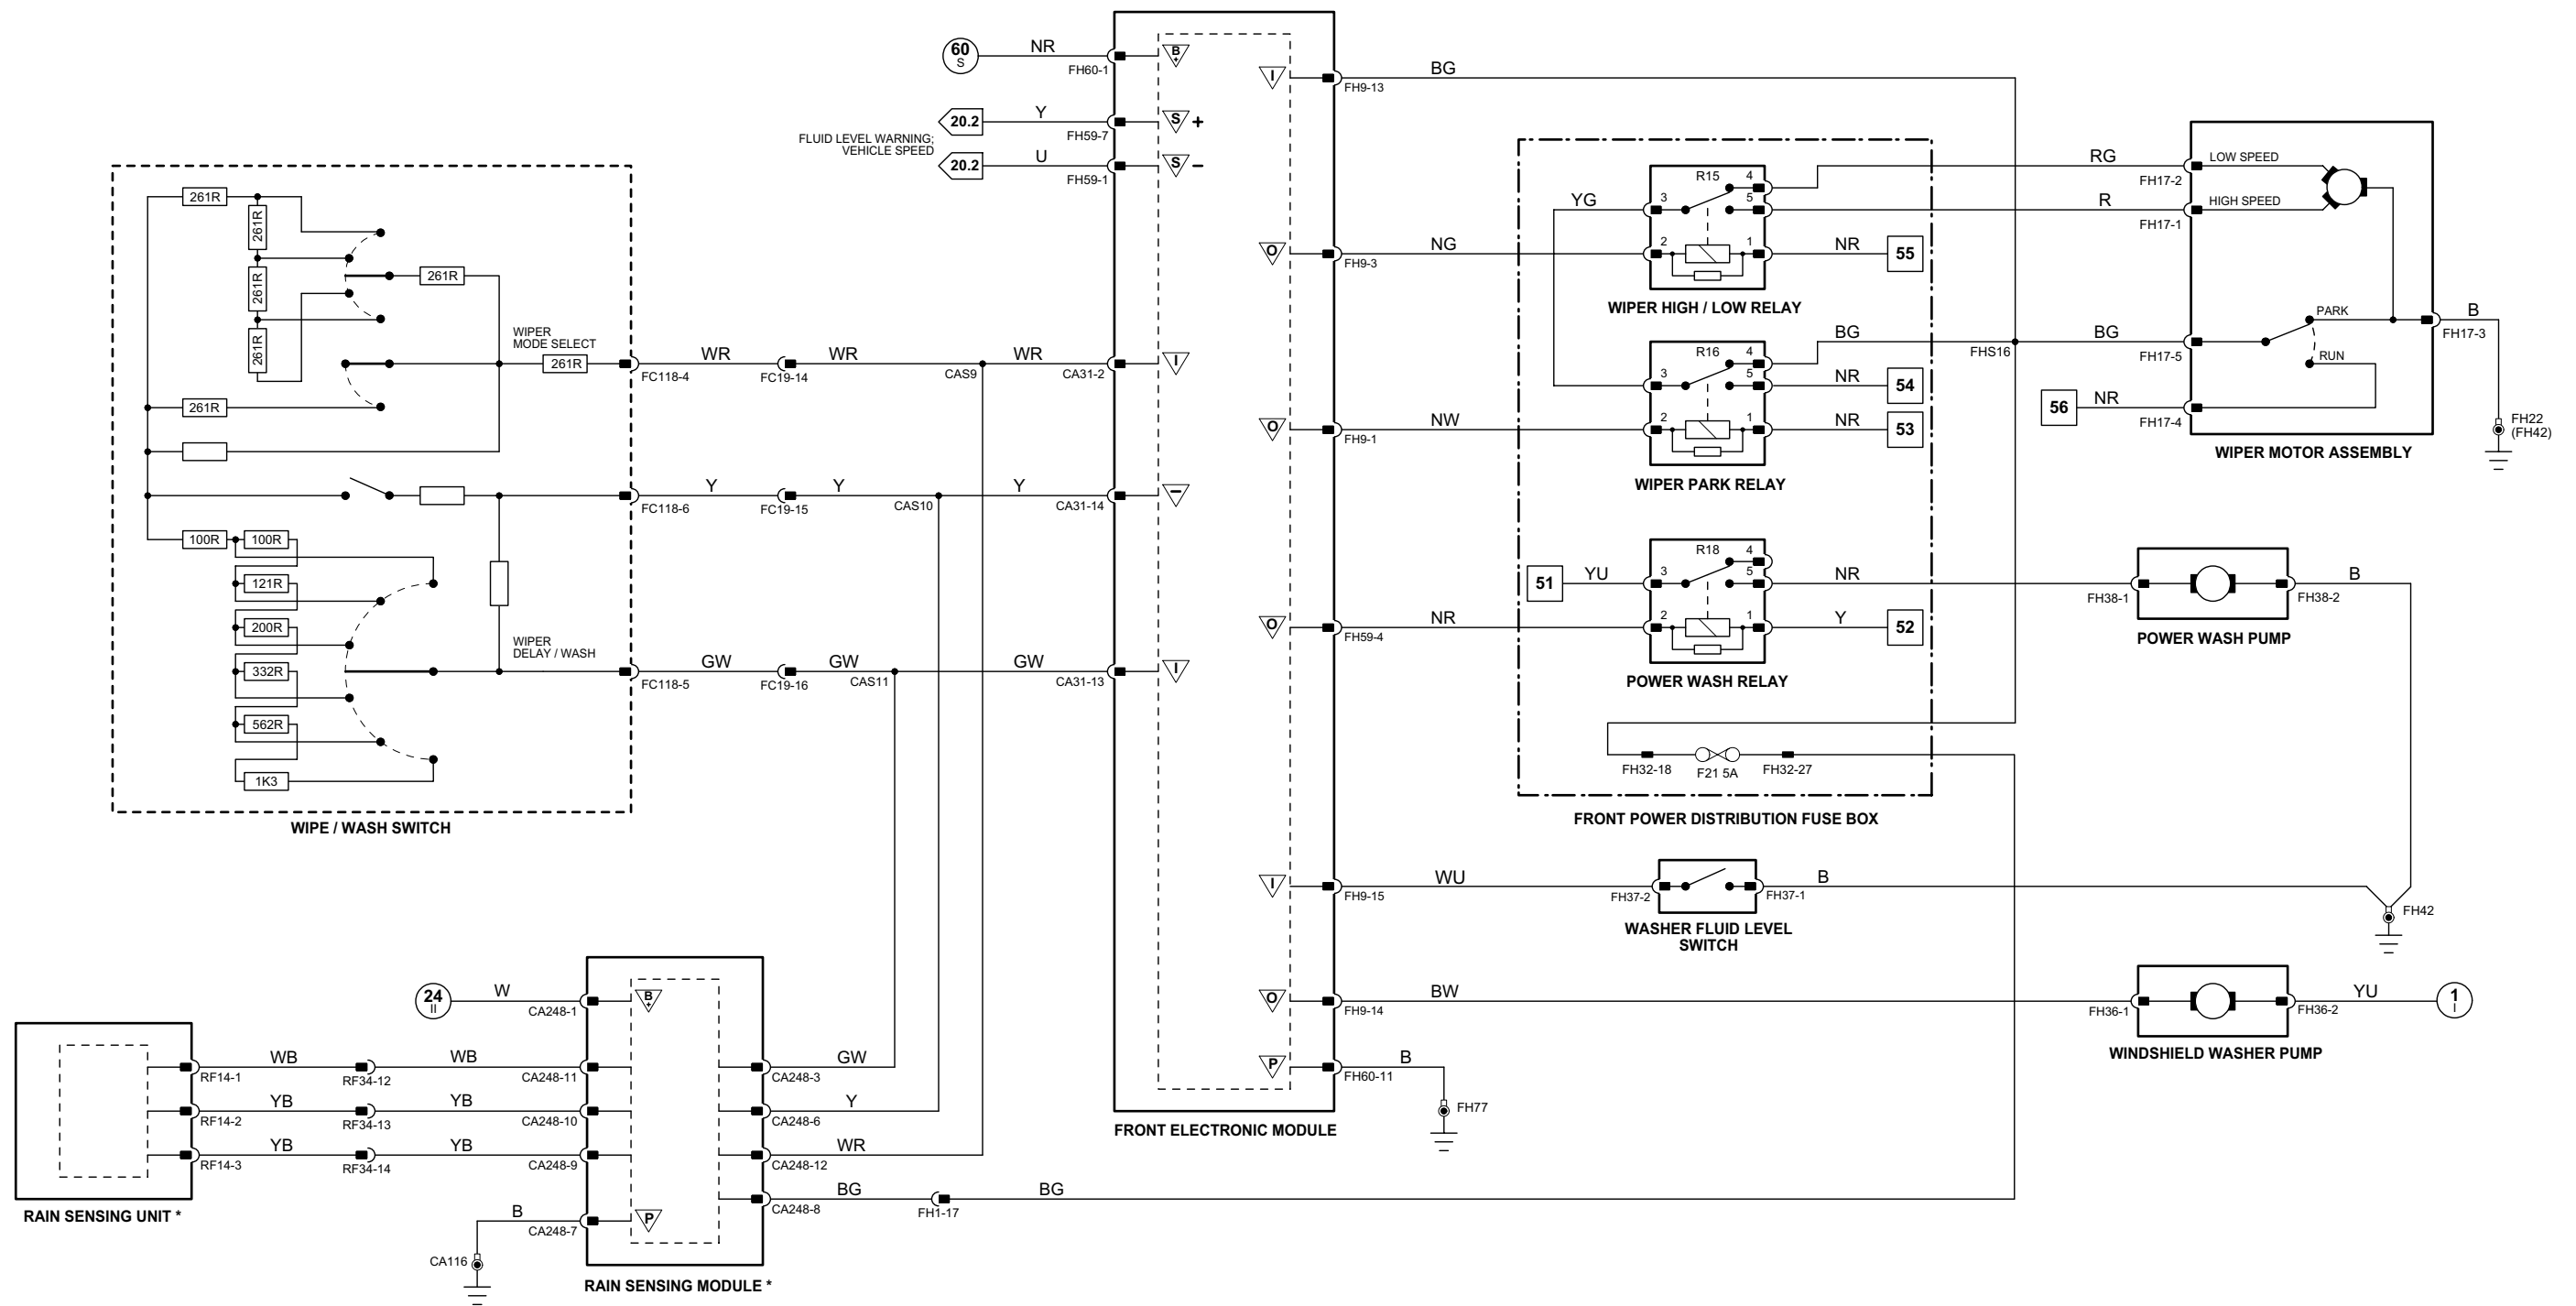 60
S
NR
FH60-1
B
+
I
BG
FH9-13
20.2
Y
FH59-7
S
+
FLUID LEVEL WARNING;
VEHICLE SPEED
20.2
U
FH59-1
S
–
261R
261R
261R
261R
261R
261R
WIPER
MODE SELECT
261R
FC118-4
WR
FC19-14
WR
CAS9
WR
CA31-2
I
FC118-6
Y
FC19-15
Y
CAS10
Y
CA31-14
–
100R
100R
121R
200R
332R
562R
1K3
WIPER
DELAY / WASH
FC118-5
GW
FC19-16
GW
CAS11
GW
CA31-13
I
WIPE / WASH SWITCH
O
NG
FH9-3
O
NW
FH9-1
O
NR
FH59-4
I
WU
FH9-15
O
BW
FH9-14
P
B
FH60-11
FH77
FRONT ELECTRONIC MODULE
R15
4
3
5
2
1
YG
NR
55
WIPER HIGH / LOW RELAY
R16
4
3
5
2
1
BG
NR
54
NR
53
WIPER PARK RELAY
51
YU
R18
4
3
5
2
1
NR
Y
52
POWER WASH RELAY
FH32-18
F21 5A
FH32-27
FRONT POWER DISTRIBUTION FUSE BOX
FHS16
RG
FH17-2
LOW SPEED
R
FH17-1
HIGH SPEED
BG
FH17-5
PARK
RUN
56
NR
FH17-4
B
FH17-3
FH22
(FH42)
WIPER MOTOR ASSEMBLY
FH38-1
FH38-2
B
POWER WASH PUMP
FH37-2
FH37-1
B
WASHER FLUID LEVEL
SWITCH
FH42
FH36-1
FH36-2
YU
1
I
WINDSHIELD WASHER PUMP
24
II
W
CA248-1
B
+
RF14-1
WB
RF34-12
WB
CA248-11
RF14-2
YB
RF34-13
YB
CA248-10
RF14-3
YB
RF34-14
YB
CA248-9
RAIN SENSING UNIT *
B
CA248-7
P
CA116
CA248-3
GW
CA248-6
Y
CA248-12
WR
CA248-8
BG
FH1-17
BG
RAIN SENSING MODULE *